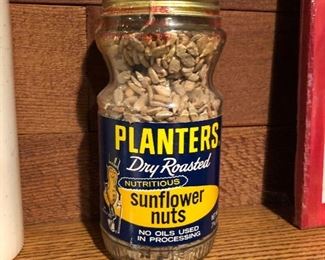 PLANTERS
Dry Roasted
NUTRITIOUS
sunflower
nuts
NO OILS USED
IN PROCESSING